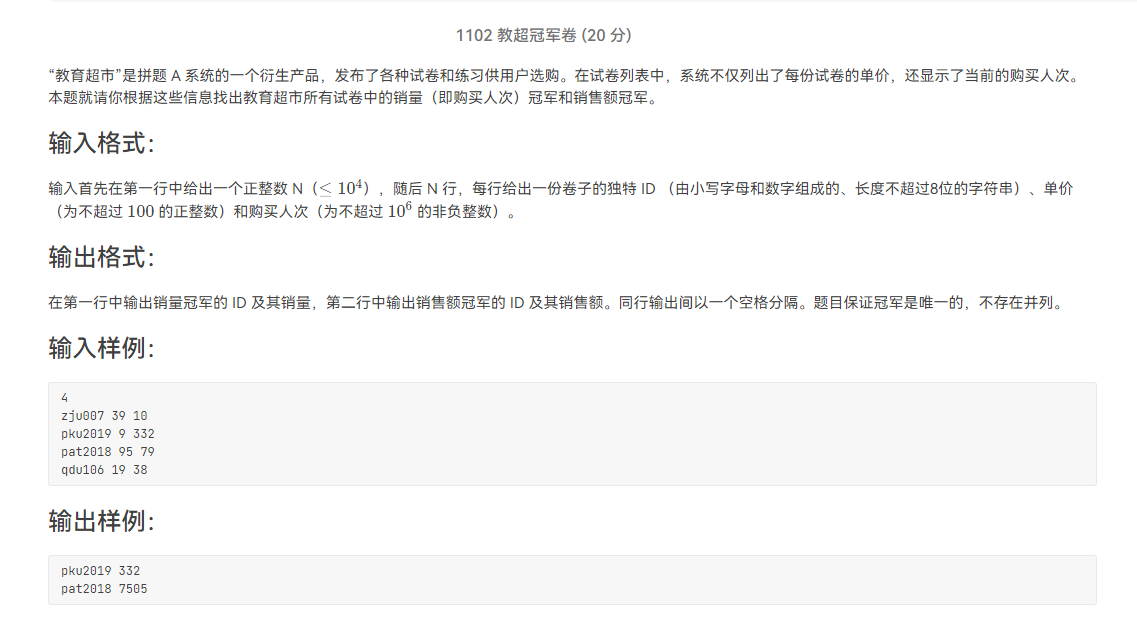 1102 教超冠军卷 (20 分)
“教育超市”是拼题 A 系统的一个衍生产品，发布了各种试卷和练习供用户选购。在试卷列表中，系统不仅列出了每份试卷的单价，还显示了当前的购买人次。
本题就请你根据这些信息找出教育超市所有试卷中的销量（即购买人次）冠军和销售额冠军。
输入格式：
输入首先在第一行中给出一个正整数 N（≤ 10⁴），随后 N 行，每行给出一份卷子的独特 ID （由小写字母和数字组成的、长度不超过8位的字符串）、单价
（为不超过 100 的正整数）和购买人次（为不超过 10⁶ 的非负整数）。
输出格式：
在第一行中输出销量冠军的 ID 及其销量，第二行中输出销售额冠军的 ID 及其销售额。同行输出间以一个空格分隔。题目保证冠军是唯一的，不存在并列。
输入样例：
4
zju007 39 10
pku2019 9 332
pat2018 95 79
qdu106 19 38
输出样例：
pku2019 332
pat2018 7505